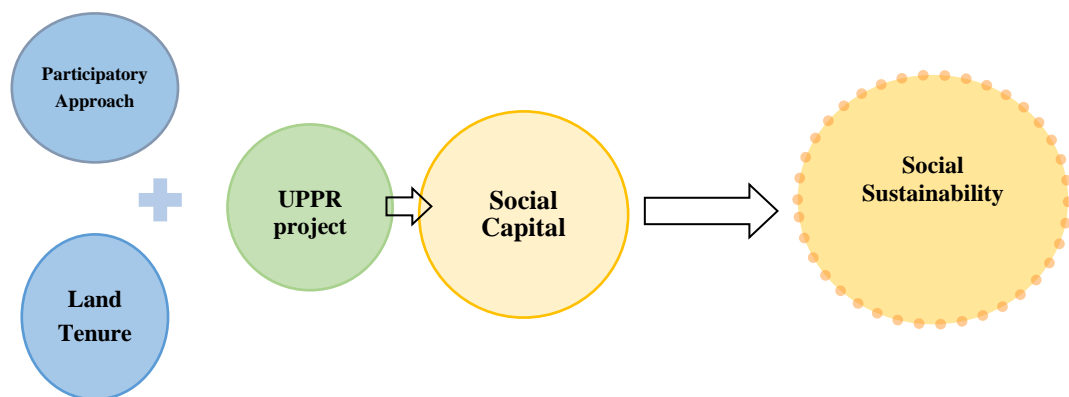 Participatory
Approach
UPPR
project
Social
Capital
Social
Sustainability
Land
Tenure